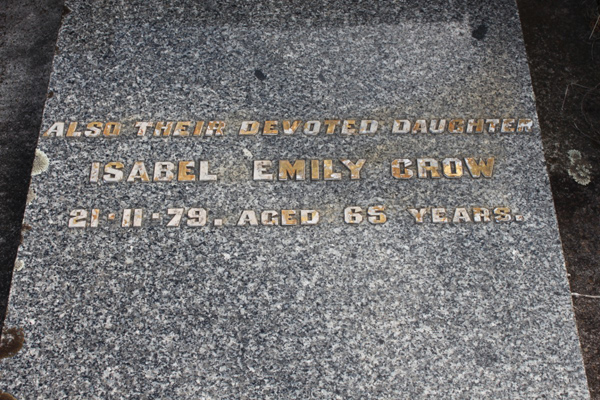 ALSO THEIR DEVOTED DAUGHTER
ISABEL EMILY CROW
21·11·79. AGED 65 YEARS.